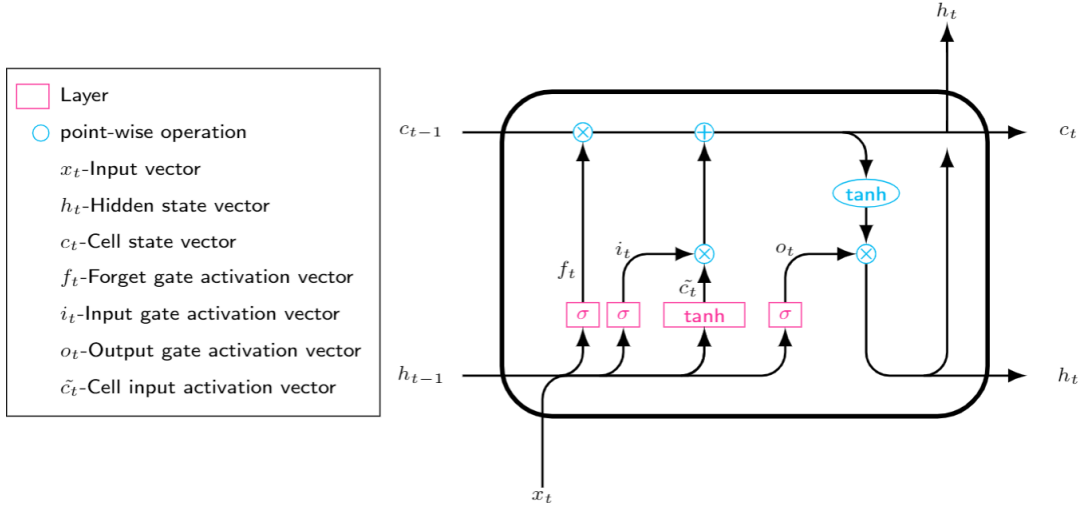 Layer
point-wise operation
xₜ-Input vector
hₜ-Hidden state vector
cₜ-Cell state vector
fₜ-Forget gate activation vector
iₜ-Input gate activation vector
oₜ-Output gate activation vector
c̃ₜ-Cell input activation vector
hₜ
cₜ₋₁
×
+
cₜ
tanh
fₜ
iₜ
×
oₜ
×
c̃ₜ
σ
σ
tanh
σ
hₜ₋₁
hₜ
xₜ